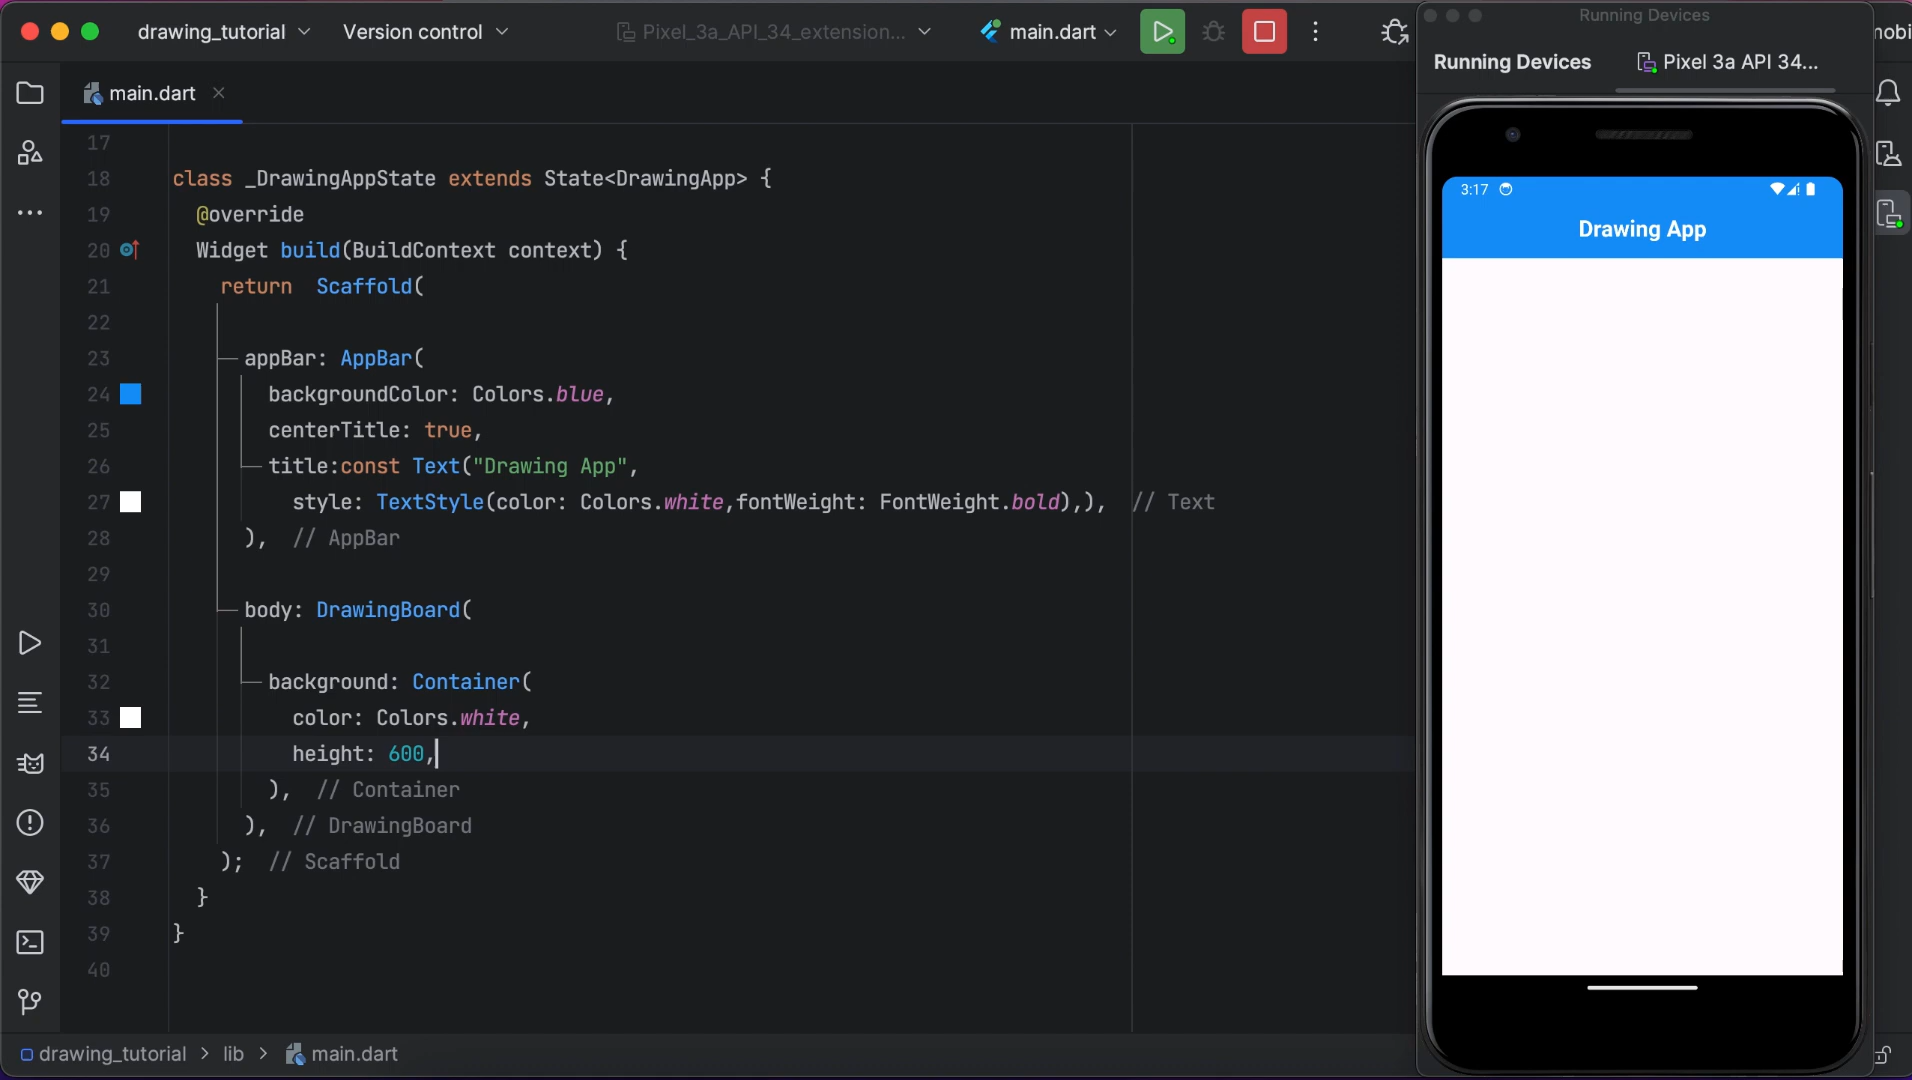 drawing_tutorial
Version control
Pixel_3a_API_34_extension...
main.dart
Running Devices
Running Devices
Pixel 3a API 34...
main.dart
17
18 class _DrawingAppState extends State<DrawingApp> {
19 @override
20 Widget build(BuildContext context) {
21 return  Scaffold(
22
23 appBar: AppBar(
24 backgroundColor: Colors.blue,
25 centerTitle: true,
26 title:const Text("Drawing App",
27 style: TextStyle(color: Colors.white,fontWeight: FontWeight.bold),), // Text
28 ), // AppBar
29
30 body: DrawingBoard(
31
32 background: Container(
33 color: Colors.white,
34 height: 600,
35 ), // Container
36 ), // DrawingBoard
37 ); // Scaffold
38 }
39 }
40
3:17
Drawing App
drawing_tutorial > lib > main.dart